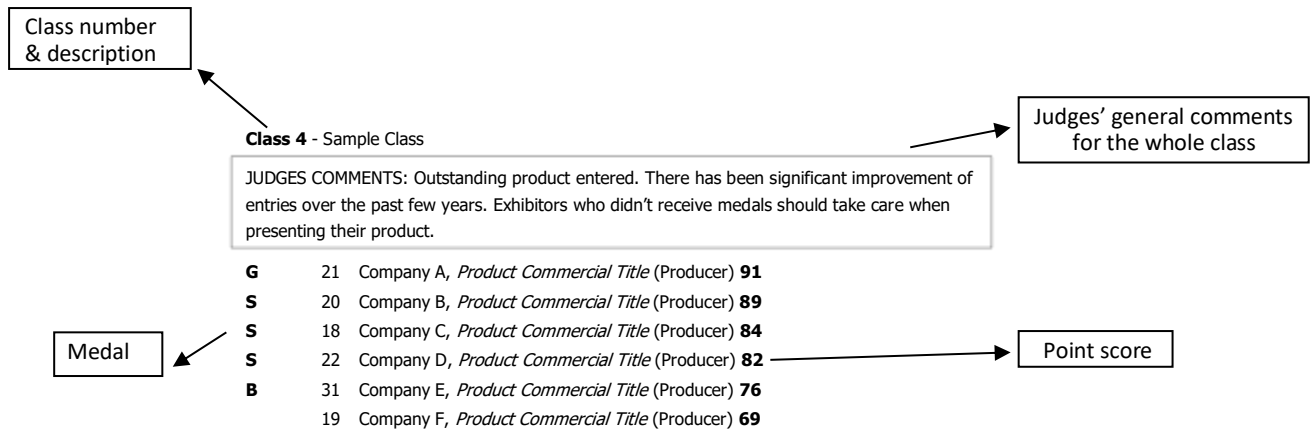 Class number
& description
Judges’ general comments
for the whole class
Class 4 - Sample Class
JUDGES COMMENTS: Outstanding product entered. There has been significant improvement of
entries over the past few years. Exhibitors who didn’t receive medals should take care when
presenting their product.
G 21 Company A, Product Commercial Title (Producer) 91
S 20 Company B, Product Commercial Title (Producer) 89
S 18 Company C, Product Commercial Title (Producer) 84
Medal
S 22 Company D, Product Commercial Title (Producer) 82
Point score
B 31 Company E, Product Commercial Title (Producer) 76
19 Company F, Product Commercial Title (Producer) 69